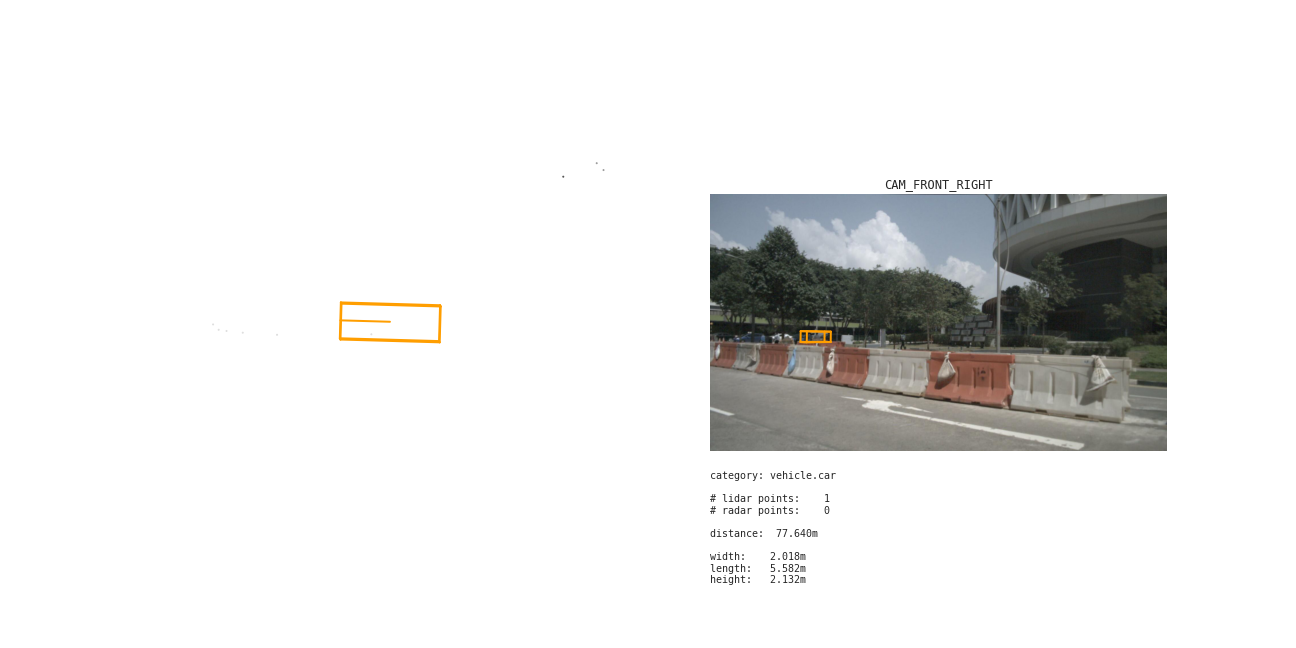 CAM_FRONT_RIGHT
category: vehicle.car
# lidar points:    1
# radar points:    0
distance:  77.640m
width:    2.018m
length:   5.582m
height:   2.132m